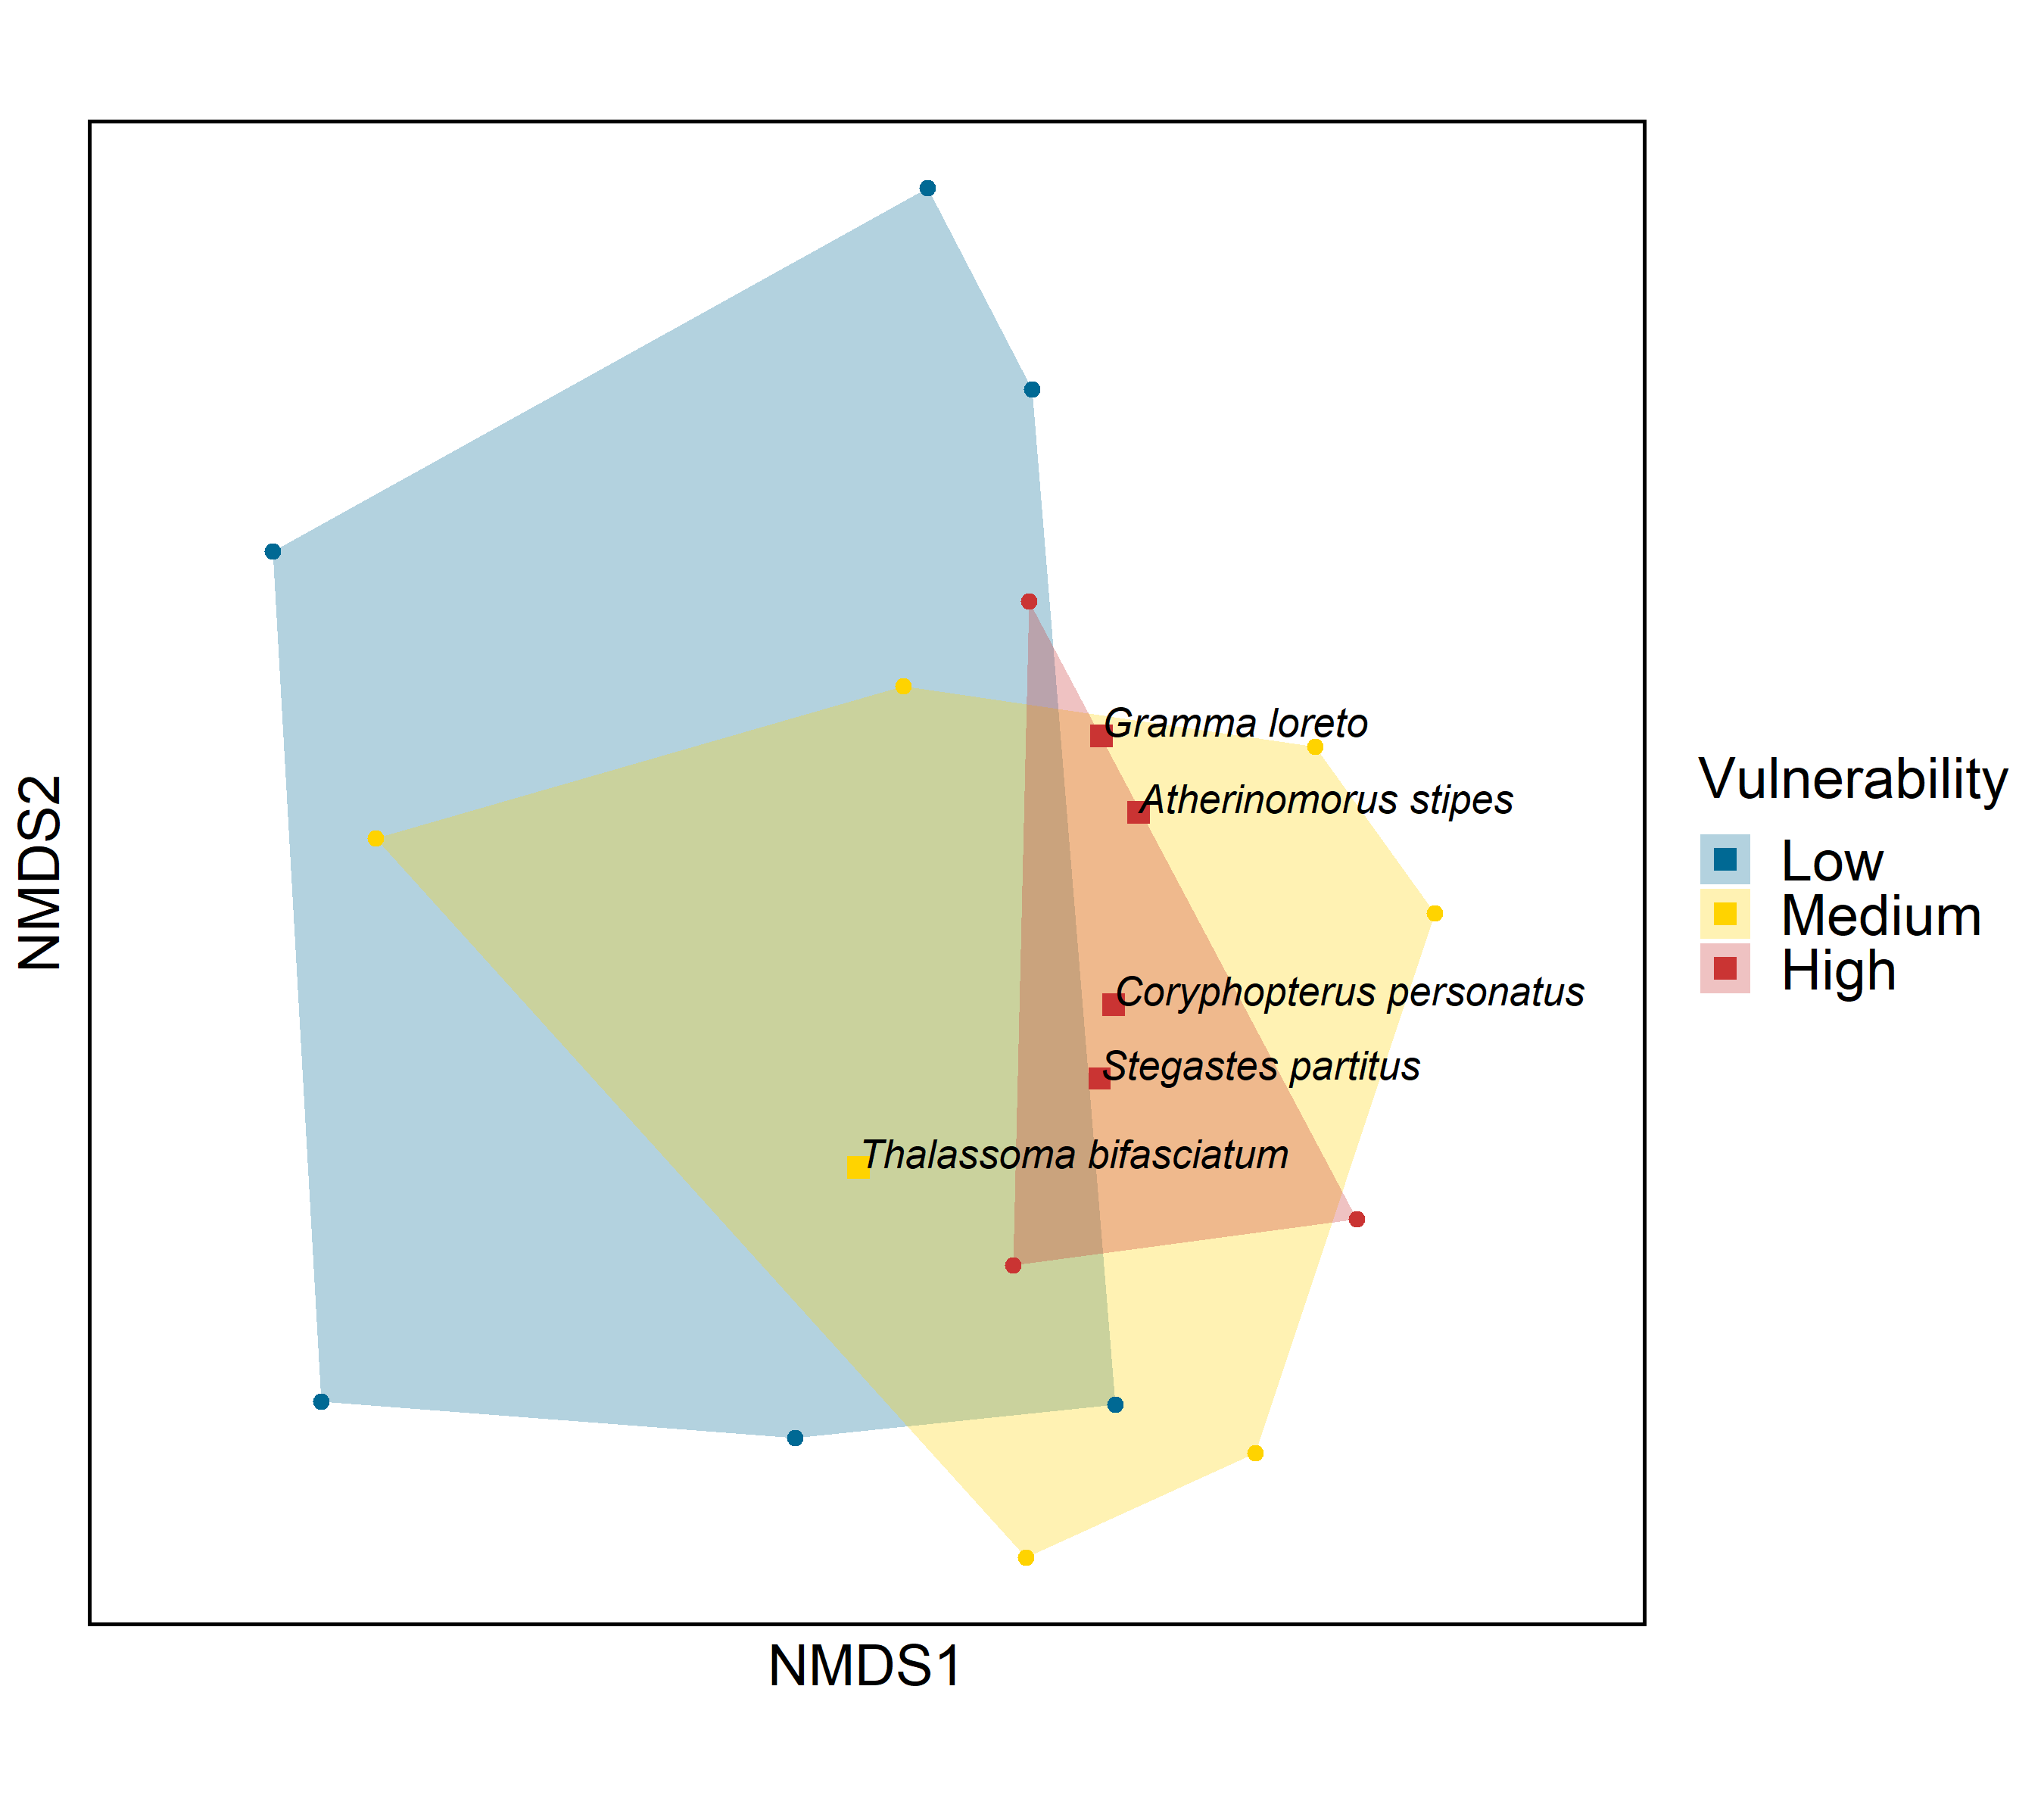 Gramma loreto
Atherinomorus stipes
Coryphopterus personatus
Stegastes partitus
Thalassoma bifasciatum
NMDS2
NMDS1
Vulnerability
Low
Medium
High